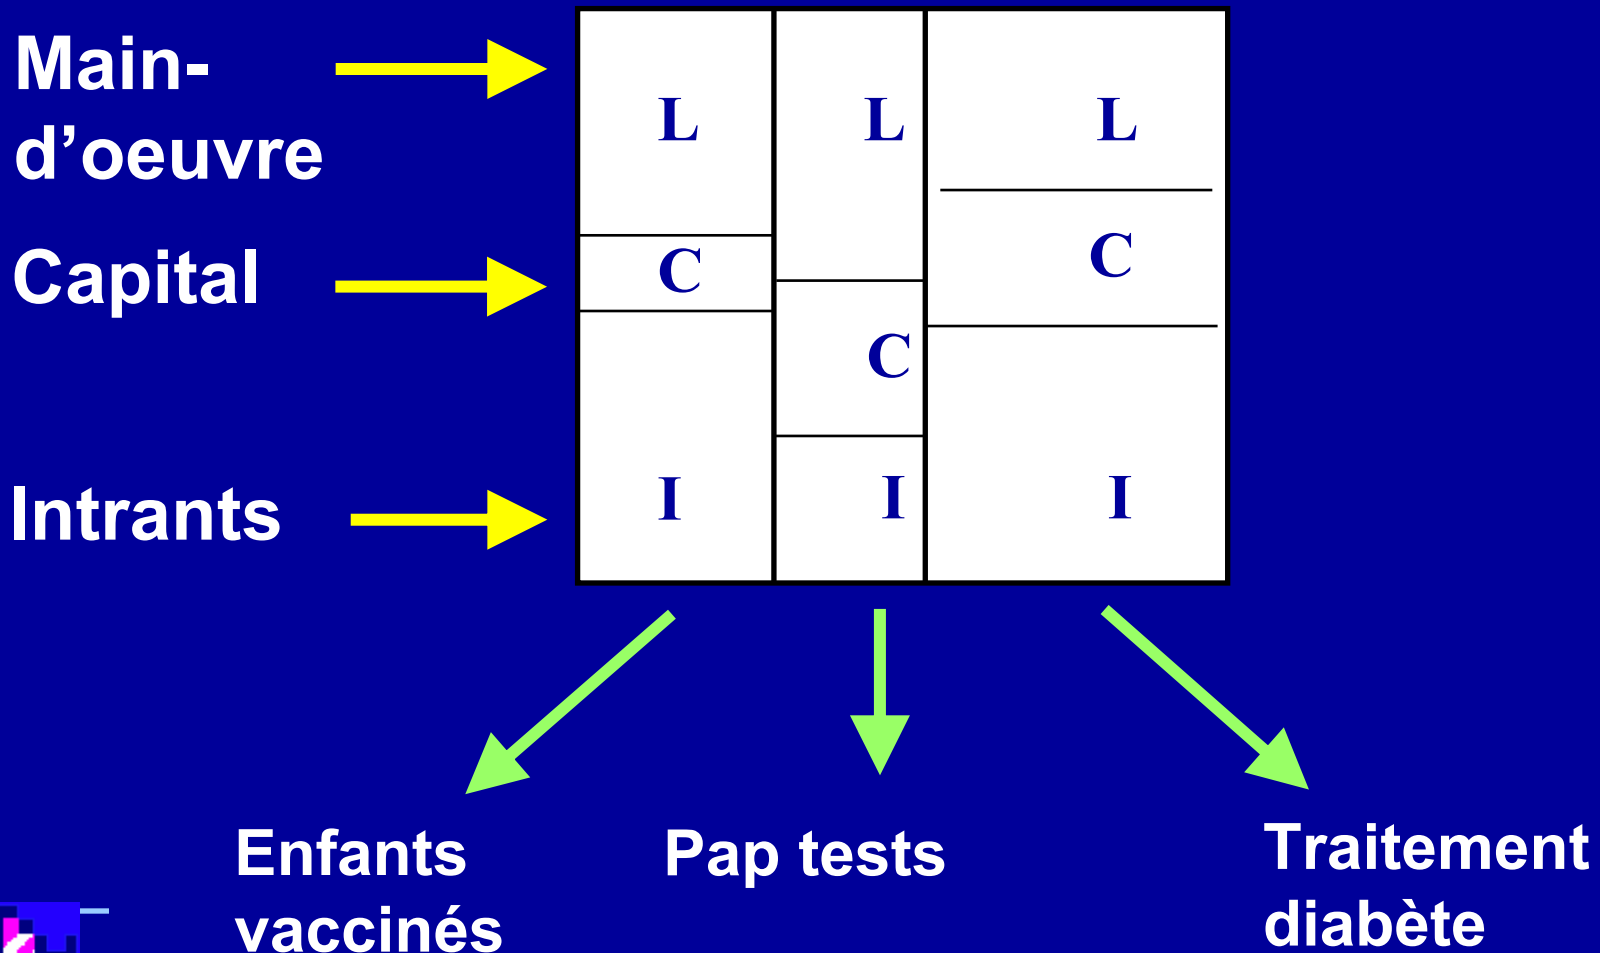 Main-
d’oeuvre
L L L
Capital
C C C
Intrants
I I I
Enfants
vaccinés
Pap tests
Traitement
diabète